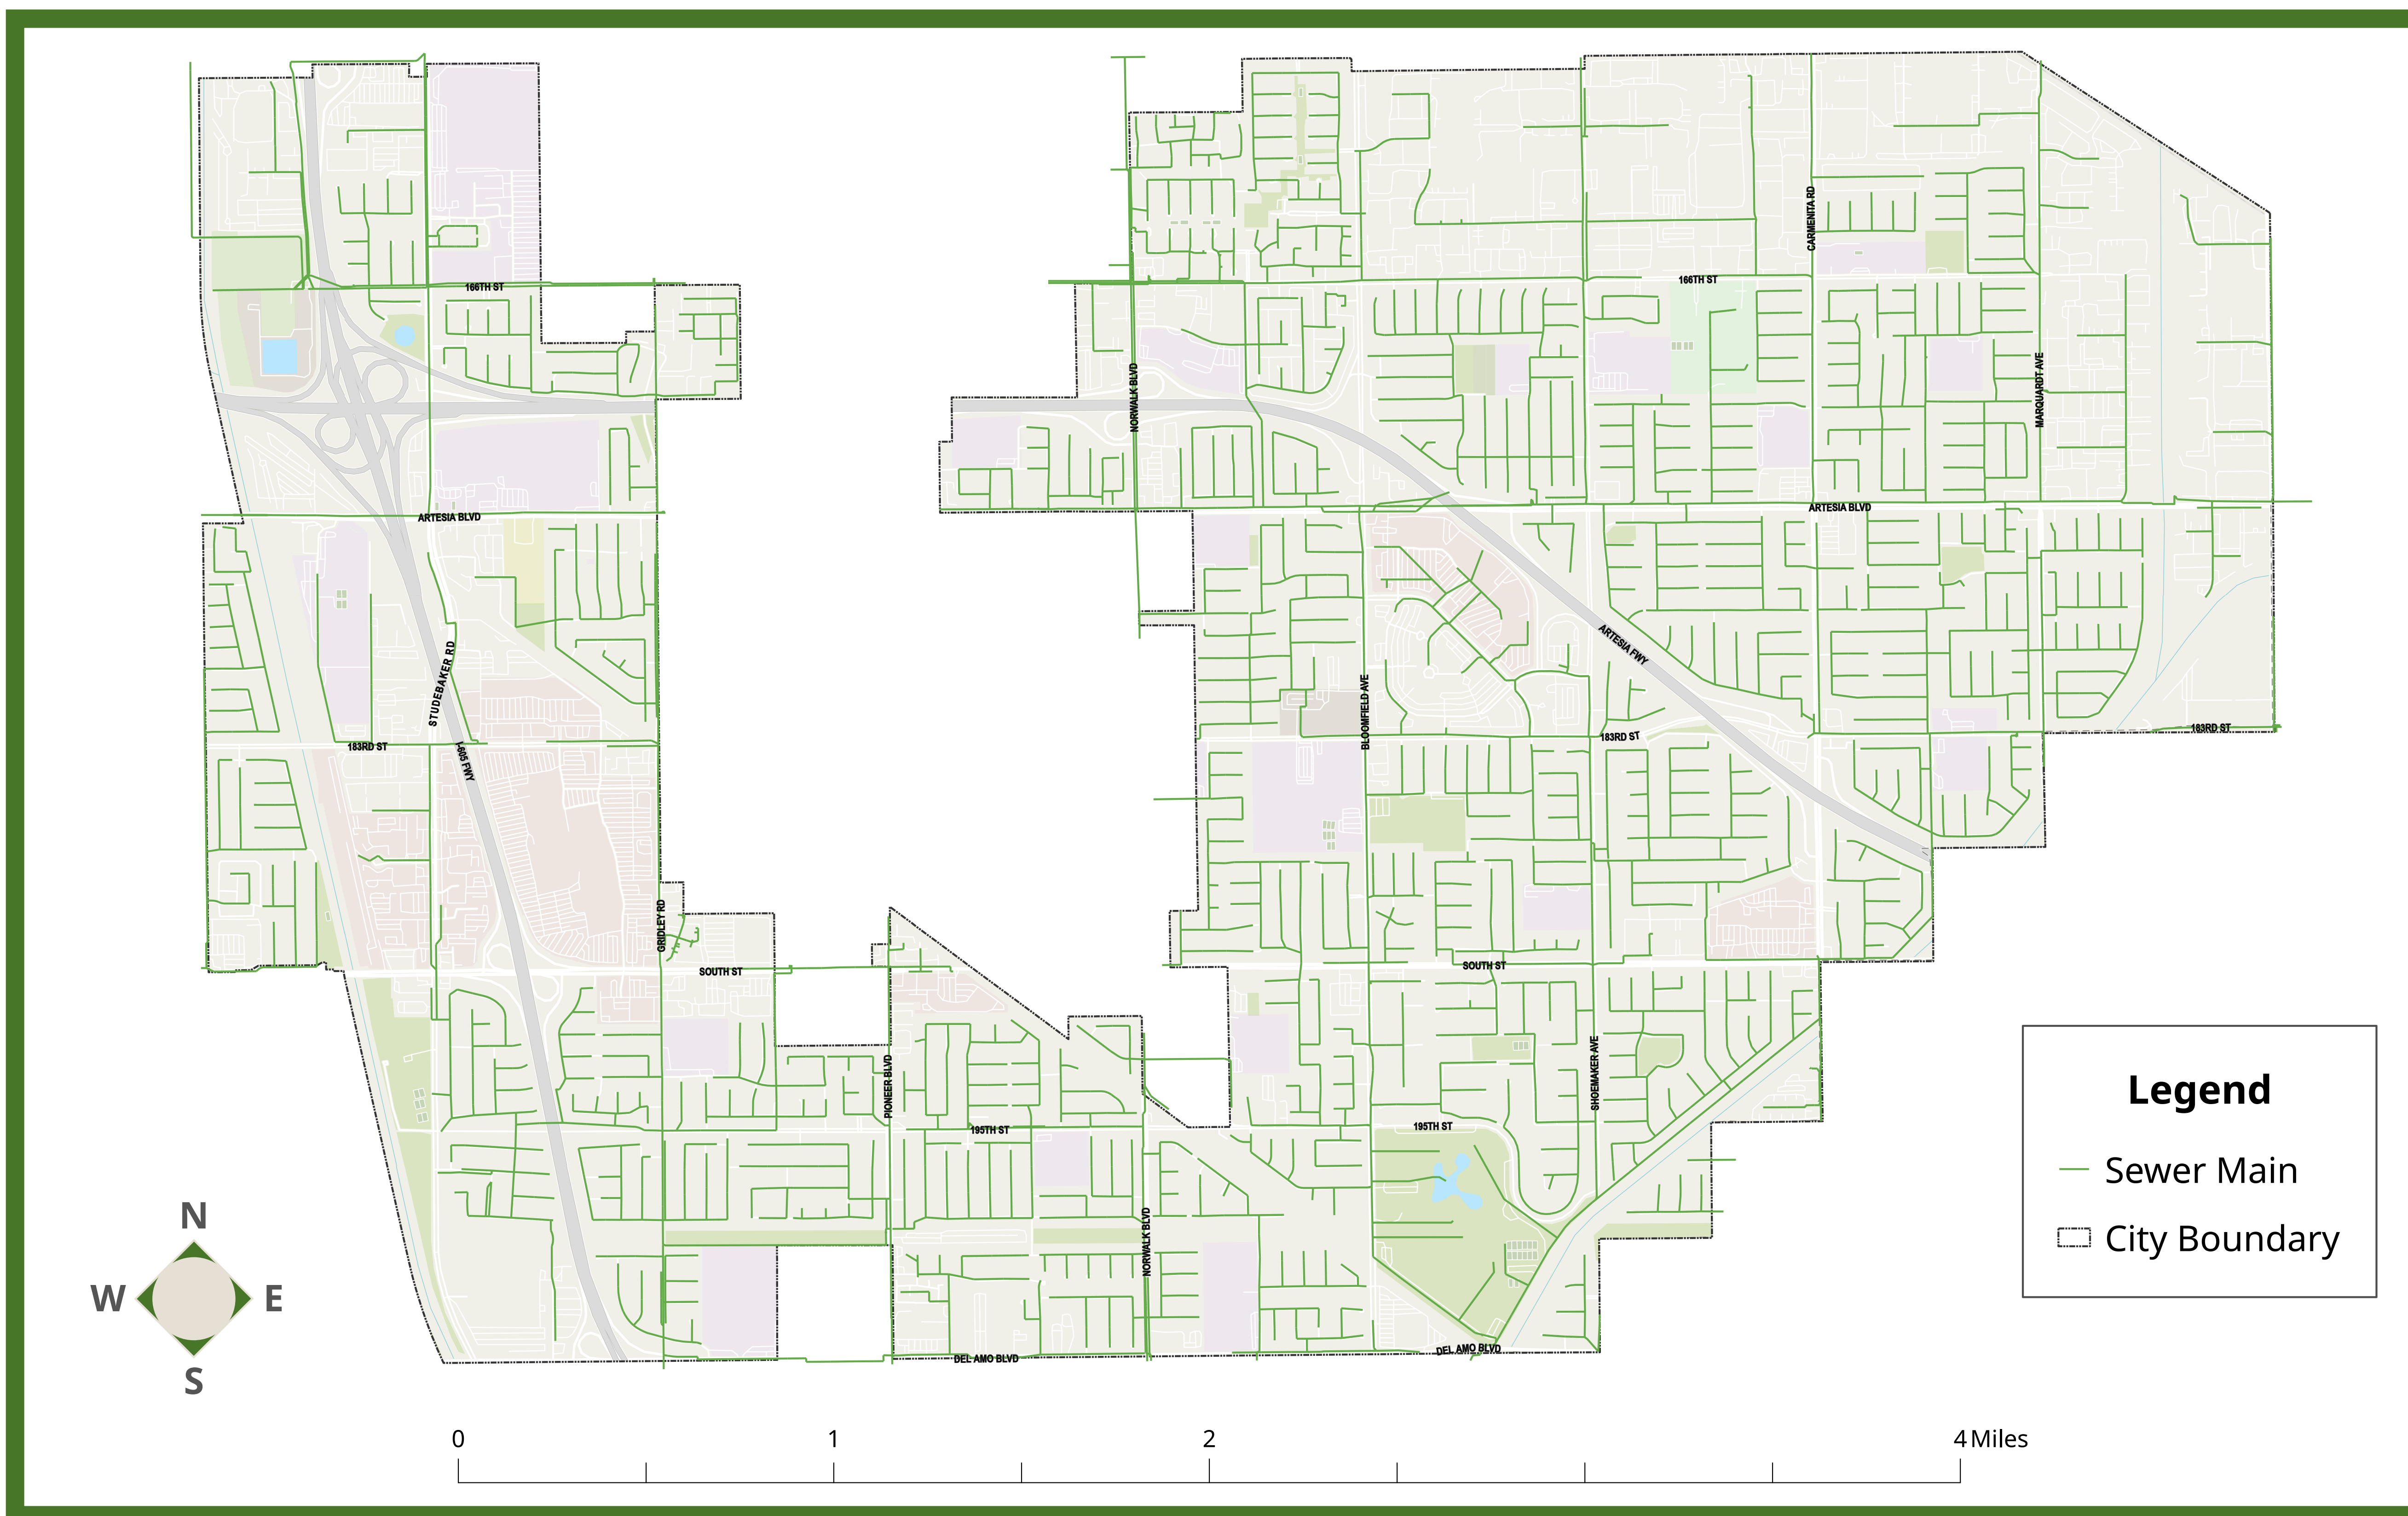 CARMENITA RD
166TH ST
166TH ST
NORWALK BLVD
MARQUARDT AVE
ARTESIA BLVD
ARTESIA BLVD
ARTESIA FWY
STUDEBAKER RD
BLOOMFIELD AVE
183RD ST
183RD ST
183RD ST
I-605 FWY
GRIDLEY RD
SOUTH ST
SOUTH ST
PIONEER BLVD
SHOEMAKER AVE
195TH ST
195TH ST
NORWALK BLVD
DEL AMO BLVD
DEL AMO BLVD
Legend
Sewer Main
City Boundary
N
W E
S
0 1 2 4 Miles